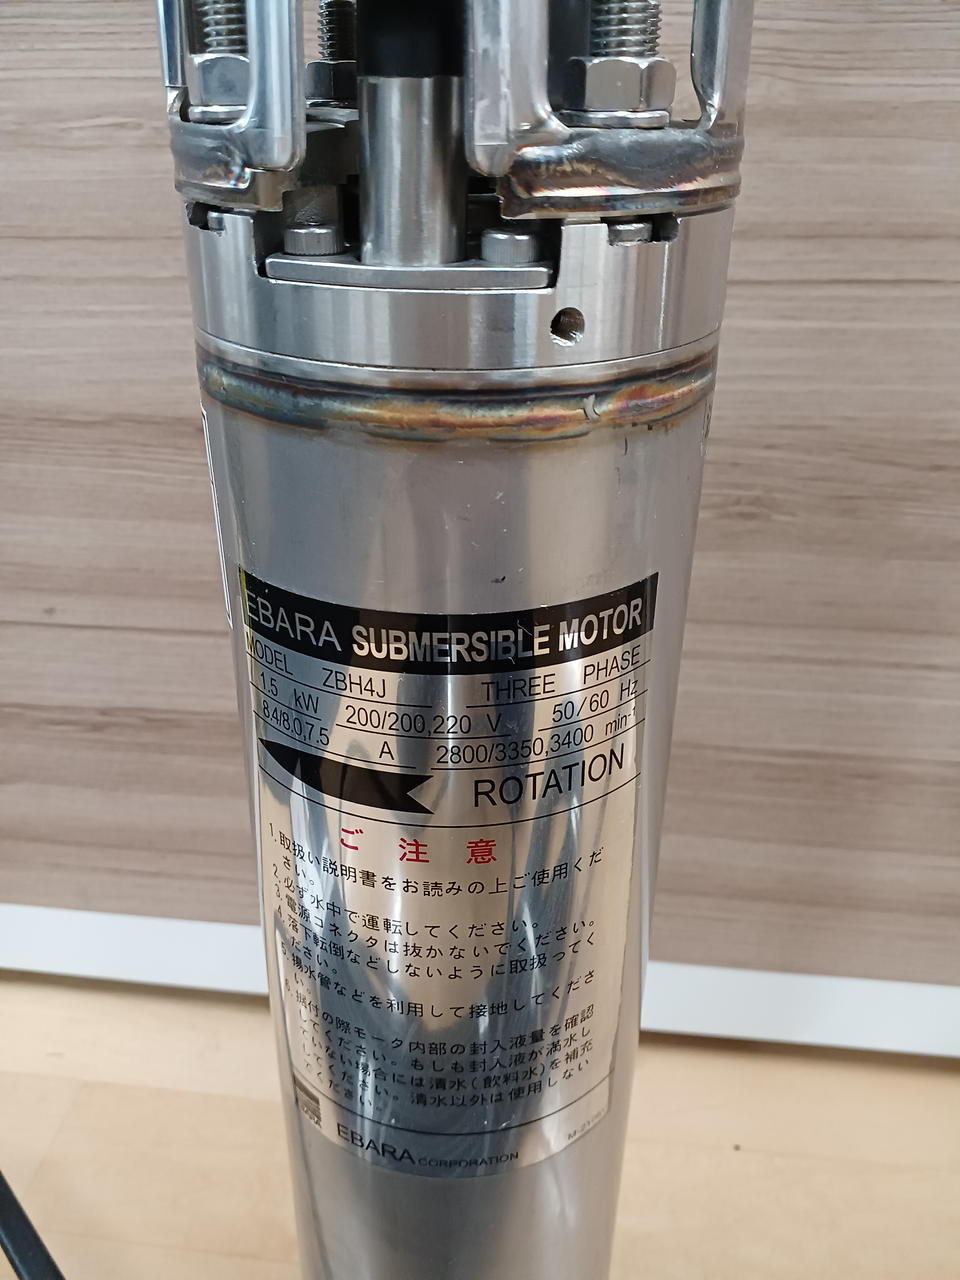 EBARA SUBMERSIBLE MOTOR
MODEL ZBH4J THREE PHASE
1.5 kW 200/200,220 V 50/60 Hz
8.4/8.0,7.5 A 2800/3350,3400 min-1
ROTATION
ご注意
1. 取扱い説明書をお読みの上ご使用くだ
さい。
2. 必ず水中で運転してください。
3. 電源コネクタは抜かないでください。
4. 落下転倒などしないように取扱ってく
ださい。
5. 揚水管などを利用して接地してくださ
い。
6. 据付の際モータ内部の封入液量を確認
してください。もしも封入液が満水し
ていない場合には清水(飲料水)を補充
してください。清水以外は使用しない
でください。
EBARA CORPORATION